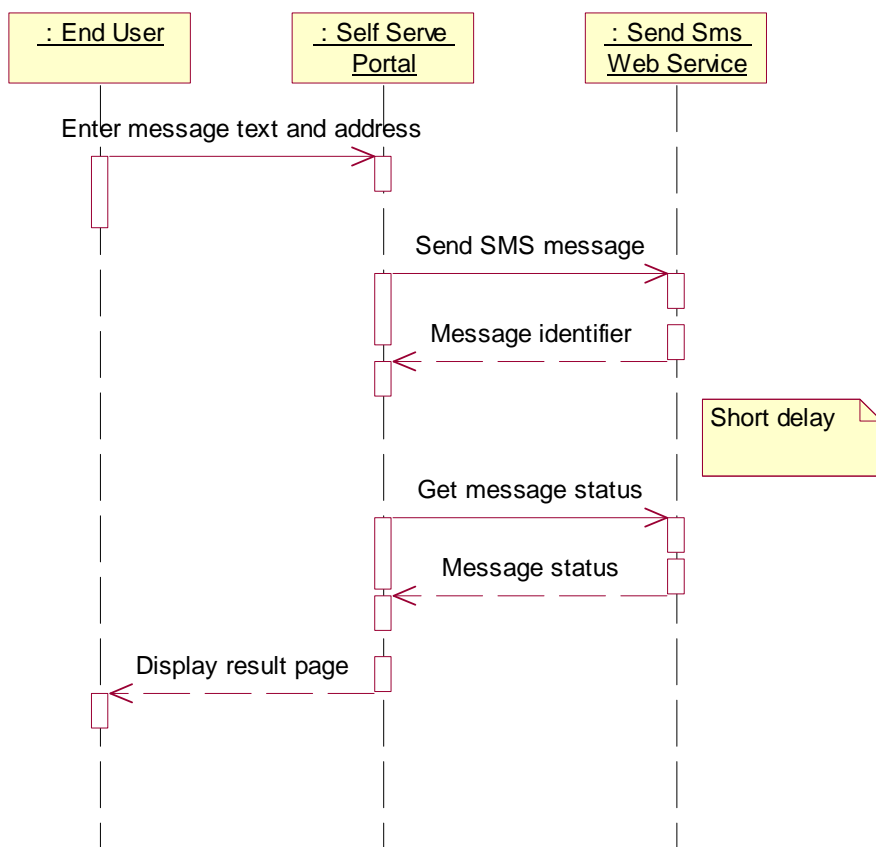 : End User
: Self Serve
Portal
: Send Sms
Web Service
Enter message text and address
Send SMS message
Message identifier
Short delay
Get message status
Message status
Display result page